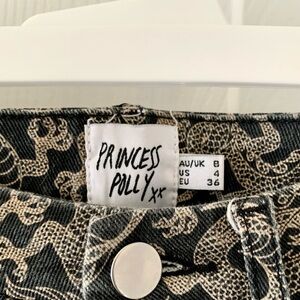 PRINCESS
POLLY xx
AU/UK 8
US 4
EU 36